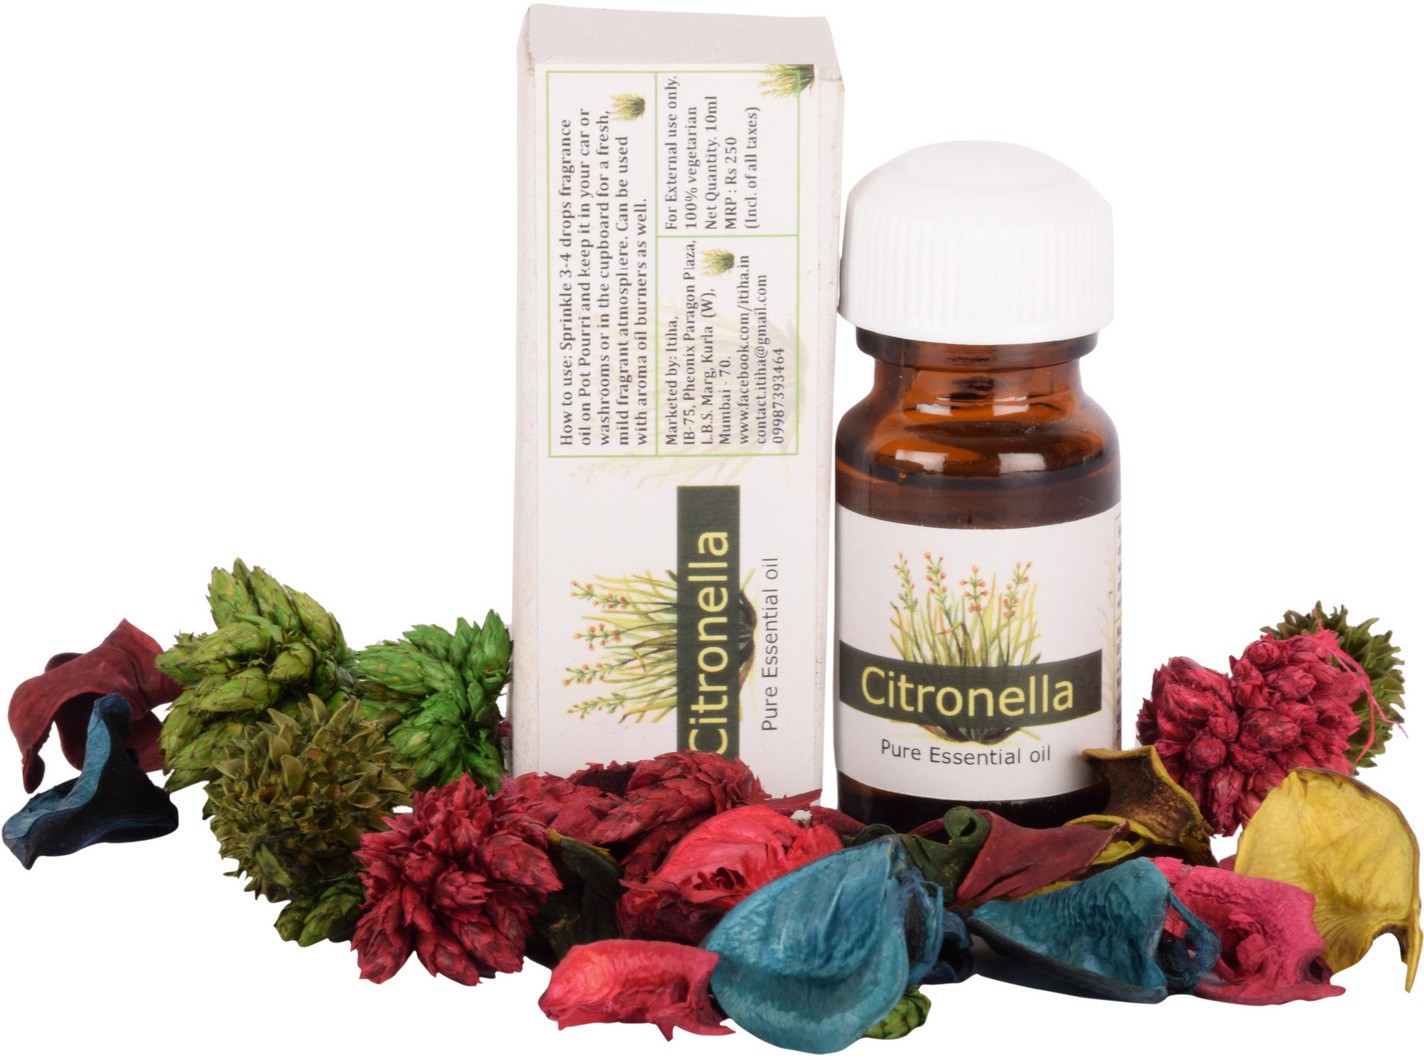 How to use: Sprinkle 3-4 drops fragrance
oil on Pot Pourri and keep it in your car or
washrooms or in the cupboard for a fresh,
mild fragrant atmosphere. Can be used
with aroma oil burners as well.
For External use only.
100% vegetarian
Net Quantity. 10ml
MRP : Rs 250
(Incl. of all taxes)
Marketed by: Itiha,
IB-75, Pheonix Paragon Plaza,
L.B.S. Marg, Kurla (W),
Mumbai - 70.
www.facebook.com/itiha.in
contact.itiha@gmail.com
09987393464
Citronella
Pure Essential oil
Citronella
Pure Essential oil